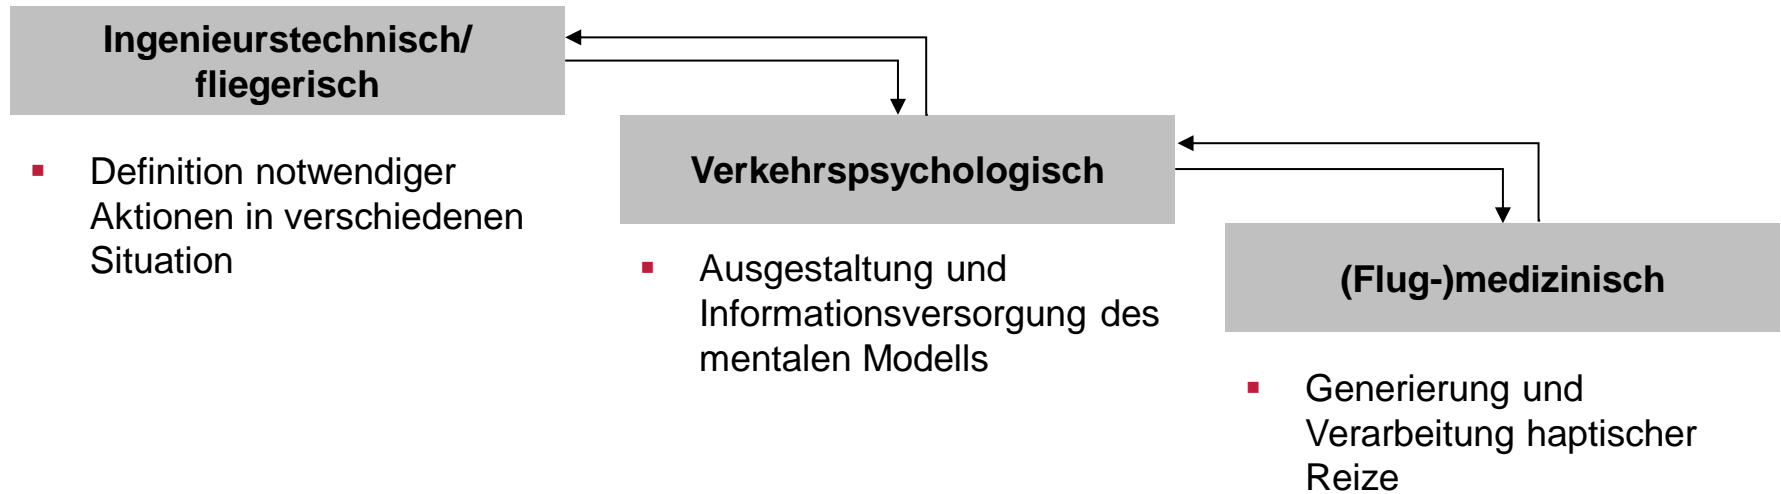 Ingenieurstechnisch/
fliegerisch
▪ Definition notwendiger
Aktionen in verschiedenen
Situation
Verkehrspsychologisch
▪ Ausgestaltung und
Informationsversorgung des
mentalen Modells
(Flug-)medizinisch
▪ Generierung und
Verarbeitung haptischer
Reize